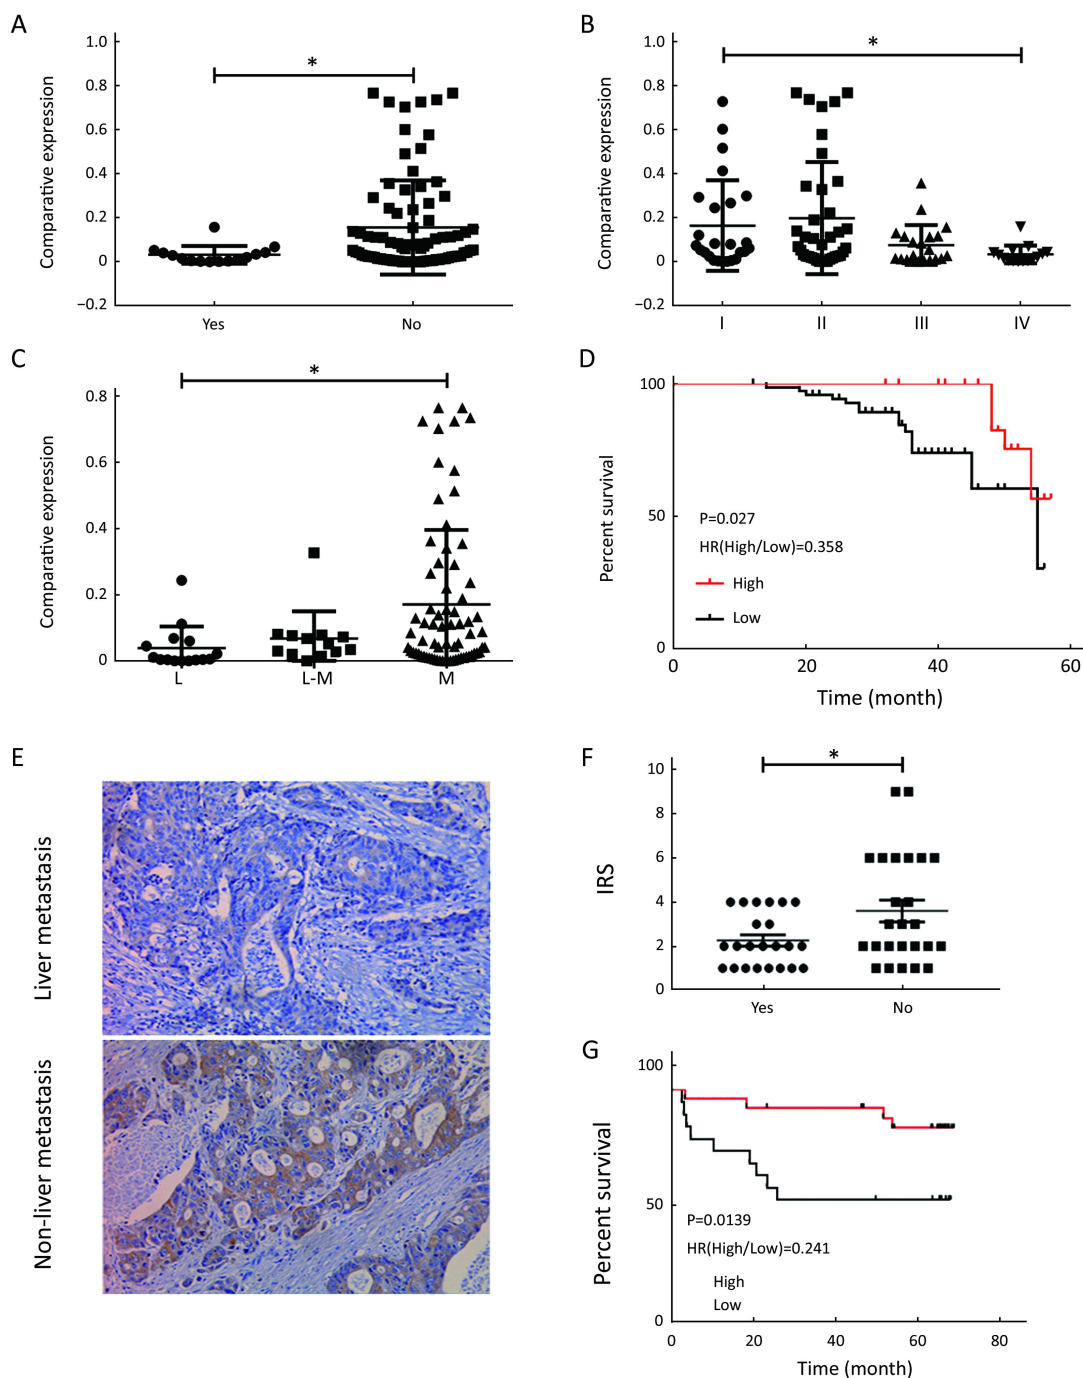 A
Comparative expression
1.0
0.8
0.6
0.4
0.2
0
−0.2
*
Yes
No
B
Comparative expression
1.0
0.8
0.6
0.4
0.2
0
−0.2
*
I
II
III
IV
C
Comparative expression
0.8
0.6
0.4
0.2
0
*
L
L-M
M
D
Percent survival
100
50
0
P=0.027
HR(High/Low)=0.358
High
Low
0
20
40
60
Time (month)
E
Liver metastasis
Non-liver metastasis
F
IRS
10
8
6
4
2
0
*
Yes
No
G
Percent survival
100
50
0
P=0.0139
HR(High/Low)=0.241
High
Low
0
20
40
60
80
Time (month)